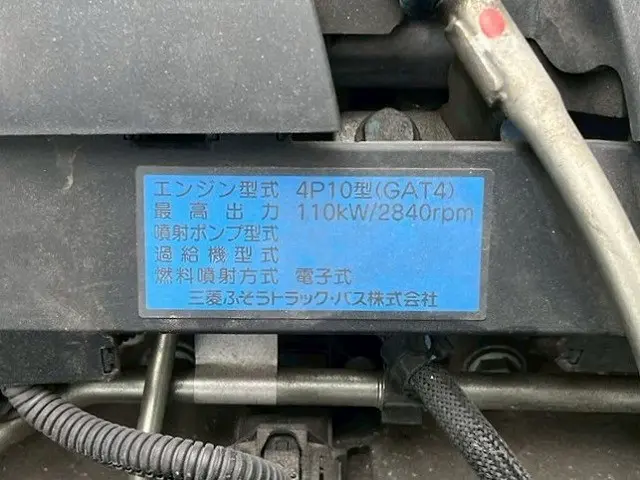 エンジン型式 4P10型(GAT4)
最高出力 110kW/2840rpm
噴射ポンプ型式
過給機型式
燃料噴射方式 電子式
三菱ふそうトラック・バス株式会社